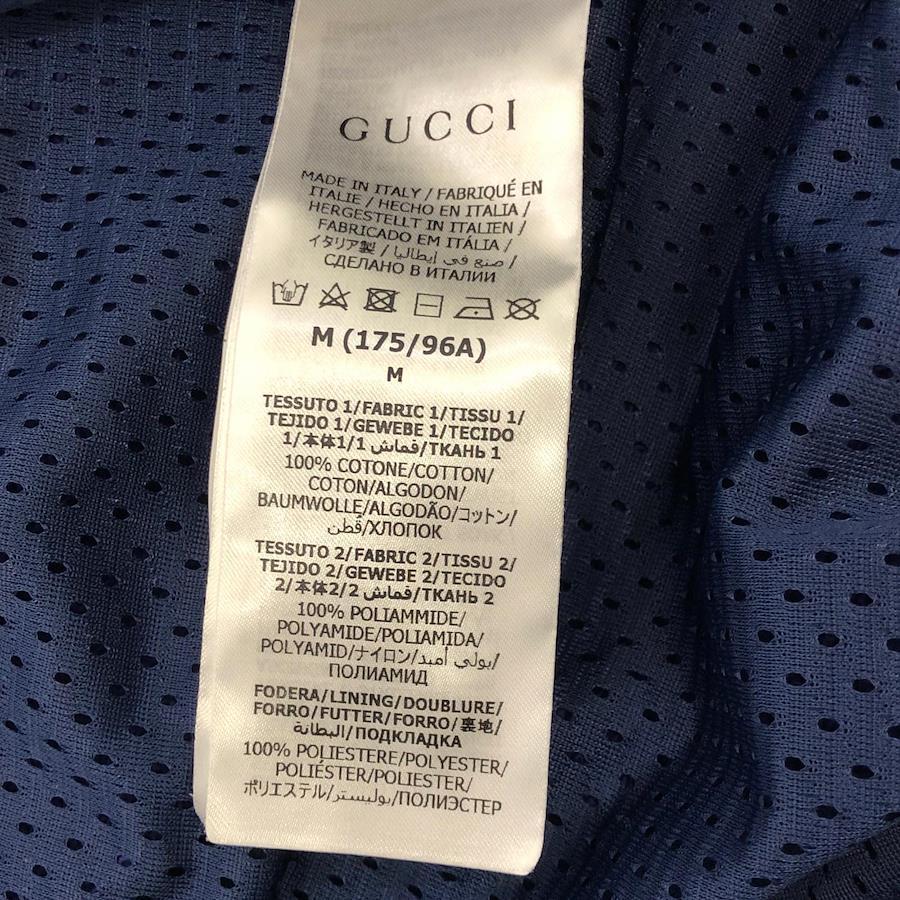 GUCCI
MADE IN ITALY / FABRIQUÉ EN
ITALIE / HECHO EN ITALIA /
HERGESTELLT IN ITALIEN /
FABRICADO EM ITÁLIA /
イタリア製 / صنع في إيطاليا /
СДЕЛАНО В ИТАЛИИ
M (175/96A)
M
TESSUTO 1/FABRIC 1/TISSU 1/
TEJIDO 1/GEWEBE 1/TECIDO
1/本体1/قماش 1/ТКАНЬ 1
100% COTONE/COTTON/
COTON/ALGODON/
BAUMWOLLE/ALGODÃO/コットン/
قُطن/ХЛОПОК
TESSUTO 2/FABRIC 2/TISSU 2/
TEJIDO 2/GEWEBE 2/TECIDO
2/本体2/قماش 2/ТКАНЬ 2
100% POLIAMMIDE/
POLYAMIDE/POLIAMIDA/
POLYAMID/ナイロン/بولي أميد/
ПОЛИАМИД
FODERA/LINING/DOUBLURE/
FORRO/FUTTER/FORRO/裏地/
البطانة/ПОДКЛАДКА
100% POLIESTERE/POLYESTER/
POLIÉSTER/POLIESTER/
ポリエステル/بوليستر/ПОЛИЭСТЕР